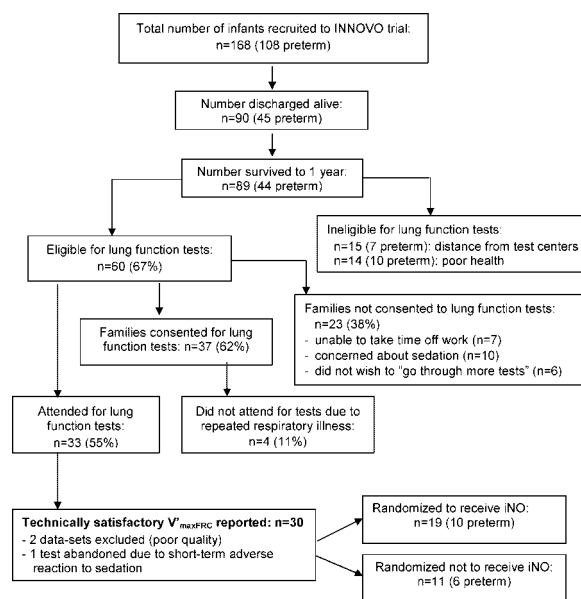 Total number of infants recruited to INNOVO trial:
n=168 (108 preterm)
Number discharged alive:
n=90 (45 preterm)
Number survived to 1 year:
n=89 (44 preterm)
Ineligible for lung function tests:
n=15 (7 preterm): distance from test centers
n=14 (10 preterm): poor health
Eligible for lung function tests:
n=60 (67%)
Families not consented to lung function tests:
n=23 (38%)
- unable to take time off work (n=7)
- concerned about sedation (n=10)
- did not wish to “go through more tests” (n=6)
Families consented for lung
function tests: n=37 (62%)
Attended for lung
function tests:
n=33 (55%)
Did not attend for tests due to
repeated respiratory illness:
n=4 (11%)
Technically satisfactory V'maxFRC reported: n=30
- 2 data-sets excluded (poor quality)
- 1 test abandoned due to short-term adverse
reaction to sedation
Randomized to receive iNO:
n=19 (10 preterm)
Randomized not to receive iNO:
n=11 (6 preterm)